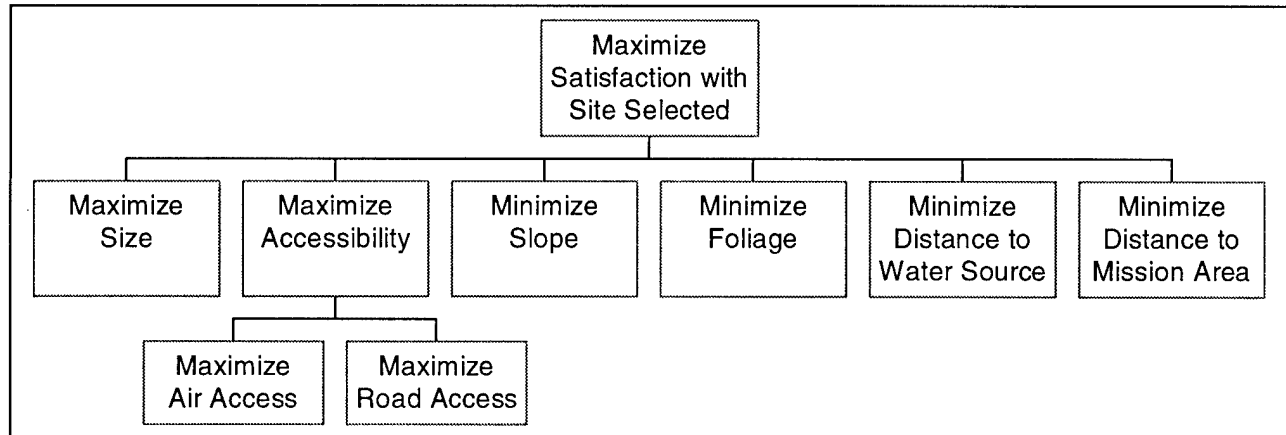 Maximize
Satisfaction with
Site Selected
Maximize
Size
Maximize
Accessibility
Minimize
Slope
Minimize
Foliage
Minimize
Distance to
Water Source
Minimize
Distance to
Mission Area
Maximize
Air Access
Maximize
Road Access